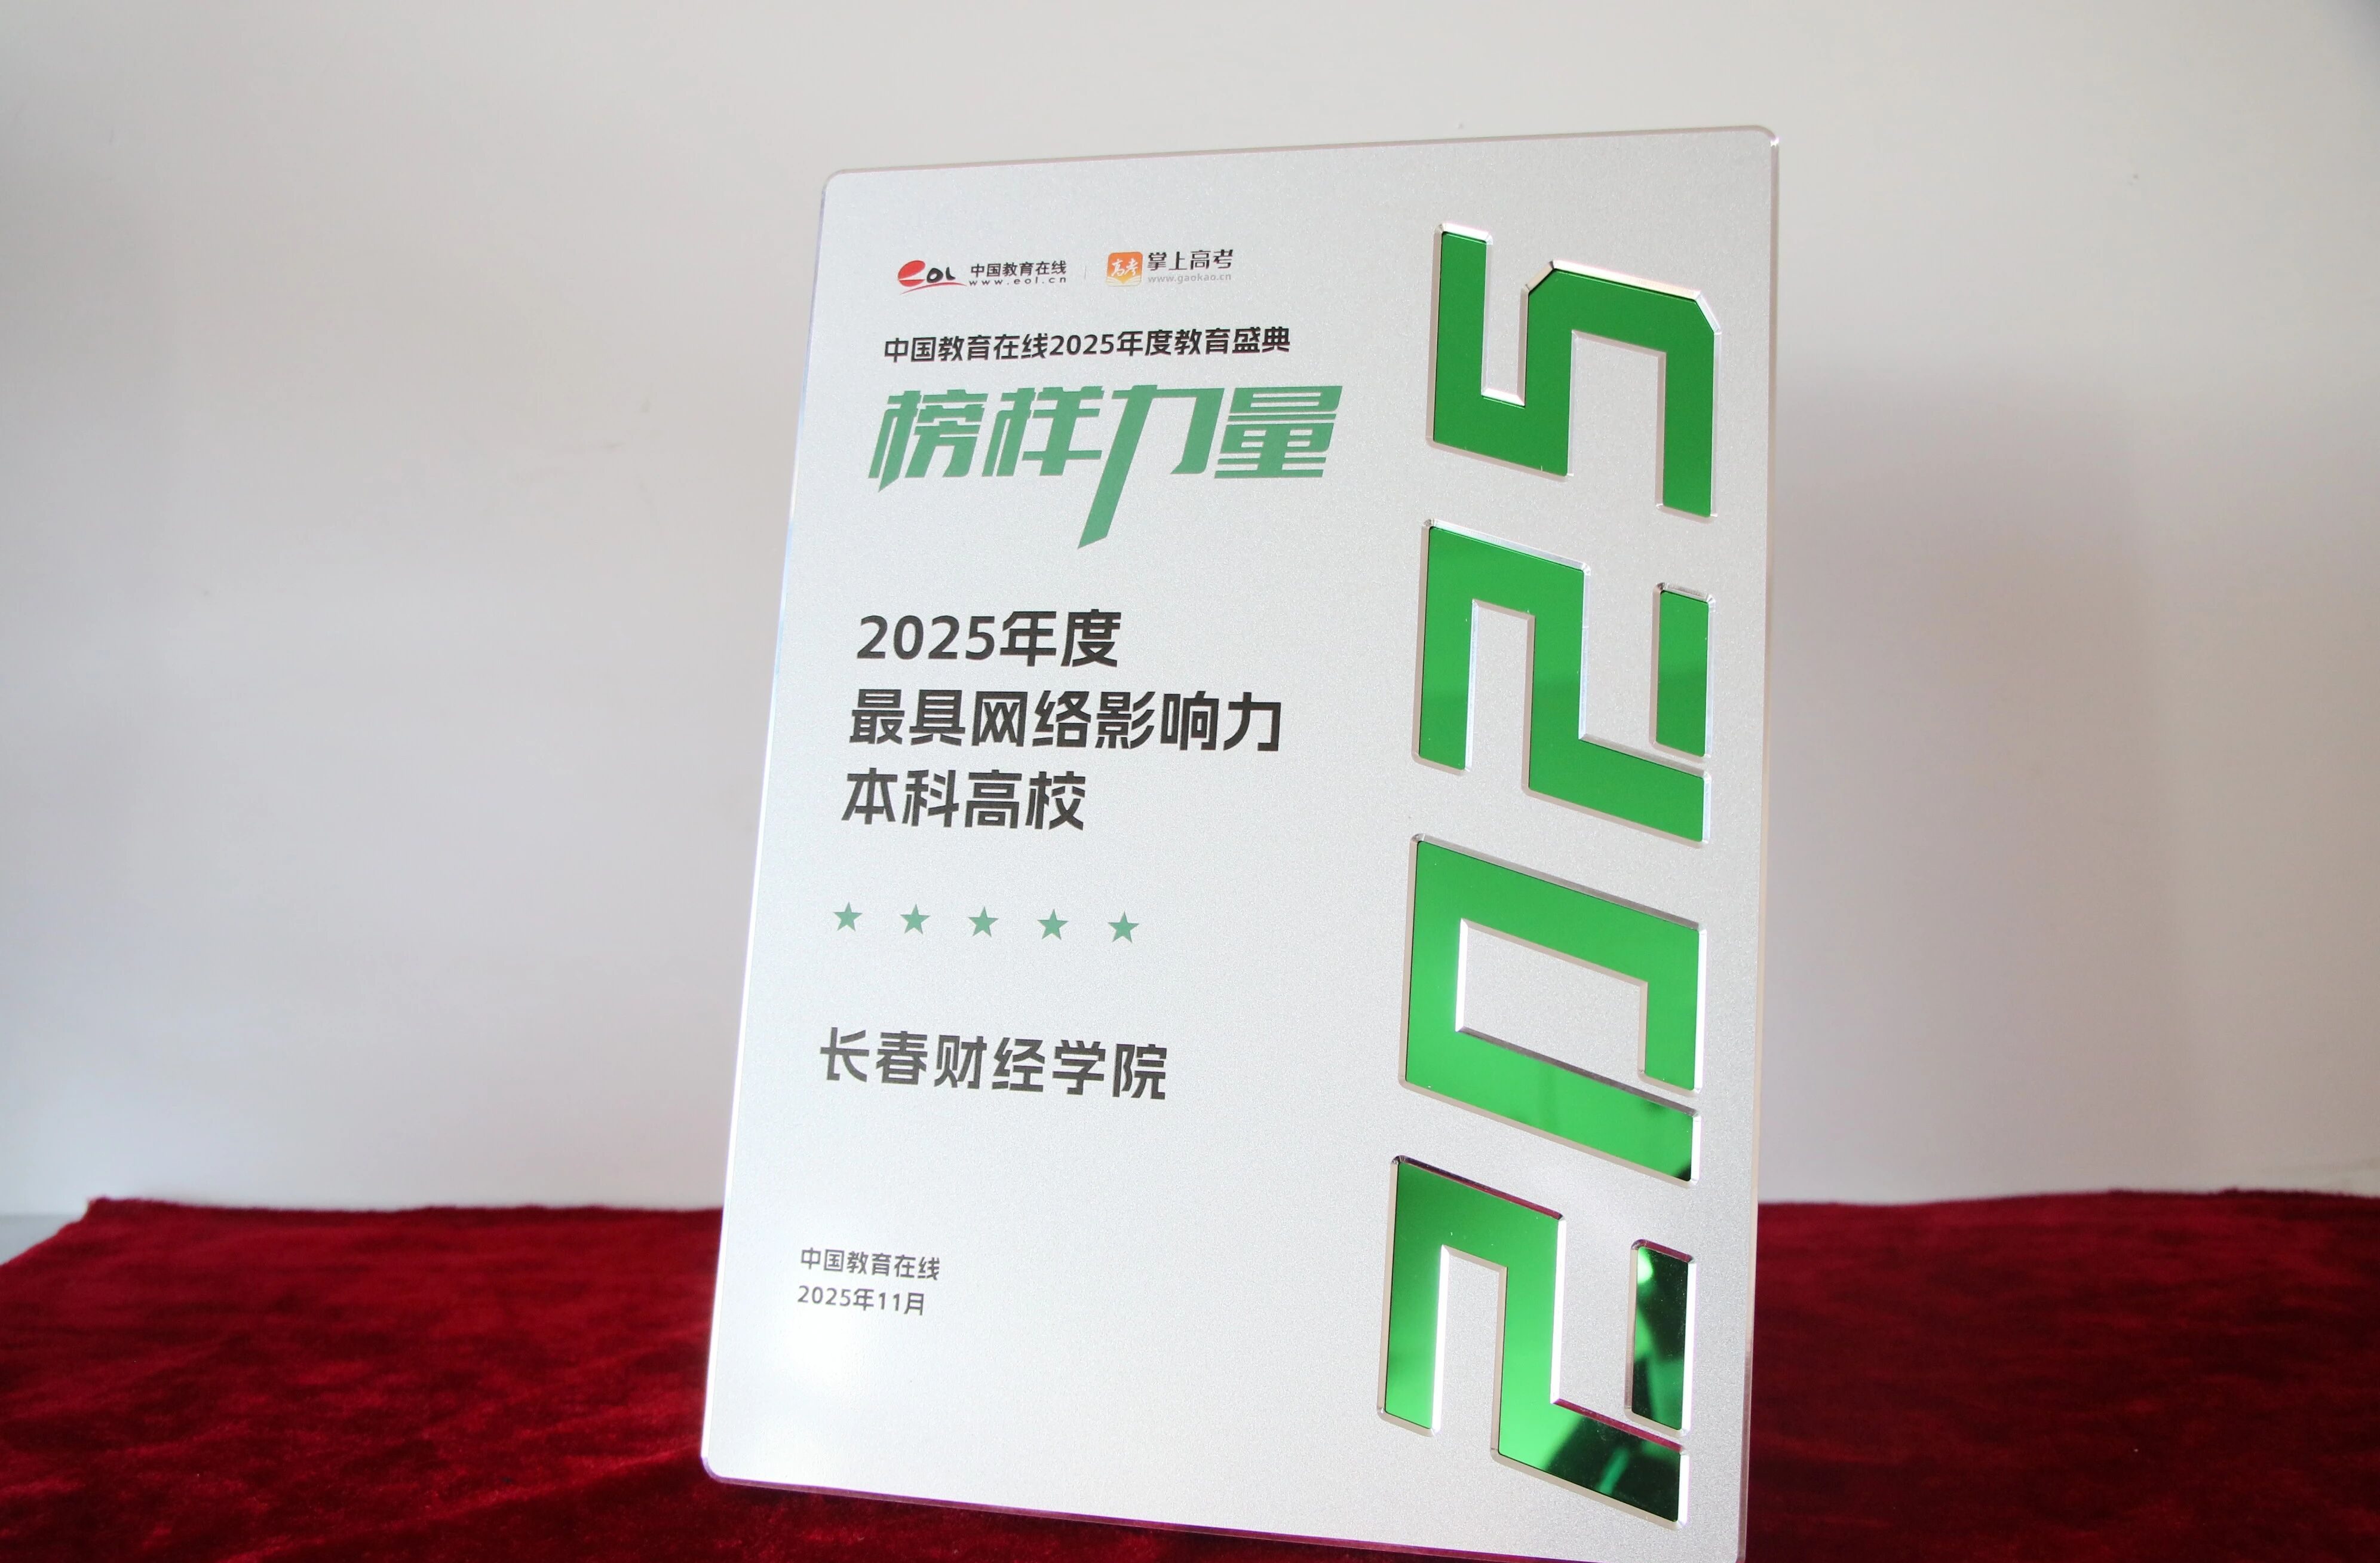 eol 中国教育在线 掌上高考
www.eol.cn www.gaokao.cn
高考
中国教育在线2025年度教育盛典
榜样力量
2025年度
最具网络影响力
本科高校
长春财经学院
中国教育在线
2025年11月
2025